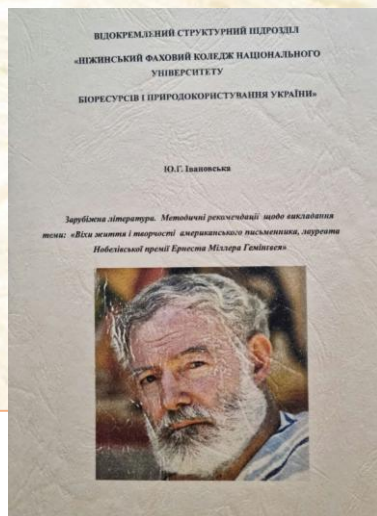 ВІДОКРЕМЛЕНИЙ СТРУКТУРНИЙ ПІДРОЗДІЛ
«НІЖИНСЬКИЙ ФАХОВИЙ КОЛЕДЖ НАЦІОНАЛЬНОГО
УНІВЕРСИТЕТУ
БІОРЕСУРСІВ І ПРИРОДОКОРИСТУВАННЯ УКРАЇНИ»
Ю.Г. Івановська
Зарубіжна література. Методичні рекомендації щодо викладання
теми: «Віхи життя і творчості американського письменника, лауреата
Нобелівської премії Ернеста Міллера Гемінгвея»